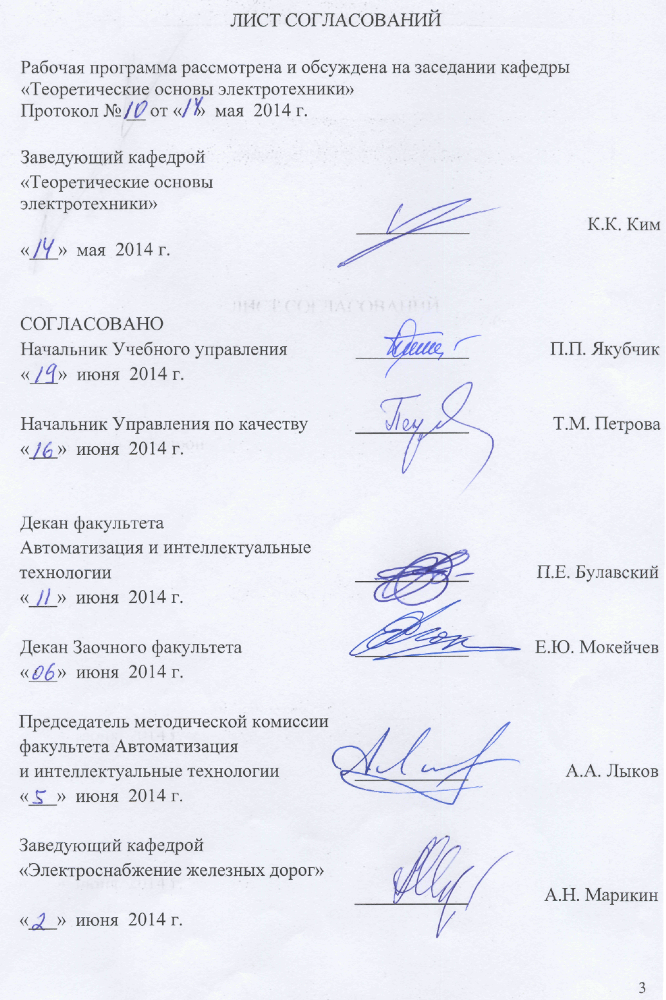 ЛИСТ СОГЛАСОВАНИЙ
Рабочая программа рассмотрена и обсуждена на заседании кафедры
«Теоретические основы электротехники»
Протокол № 10 от «14» мая 2014 г.
Заведующий кафедрой
«Теоретические основы
электротехники»
К.К. Ким
«14» мая 2014 г.
СОГЛАСОВАНО
Начальник Учебного управления П.П. Якубчик
«19» июня 2014 г.
Начальник Управления по качеству Т.М. Петрова
«16» июня 2014 г.
Декан факультета
Автоматизация и интеллектуальные
технологии П.Е. Булавский
«11» июня 2014 г.
Декан Заочного факультета Е.Ю. Мокейчев
«06» июня 2014 г.
Председатель методической комиссии
факультета Автоматизация
и интеллектуальные технологии А.А. Лыков
«5» июня 2014 г.
Заведующий кафедрой
«Электроснабжение железных дорог»
А.Н. Марикин
«2» июня 2014 г.
3